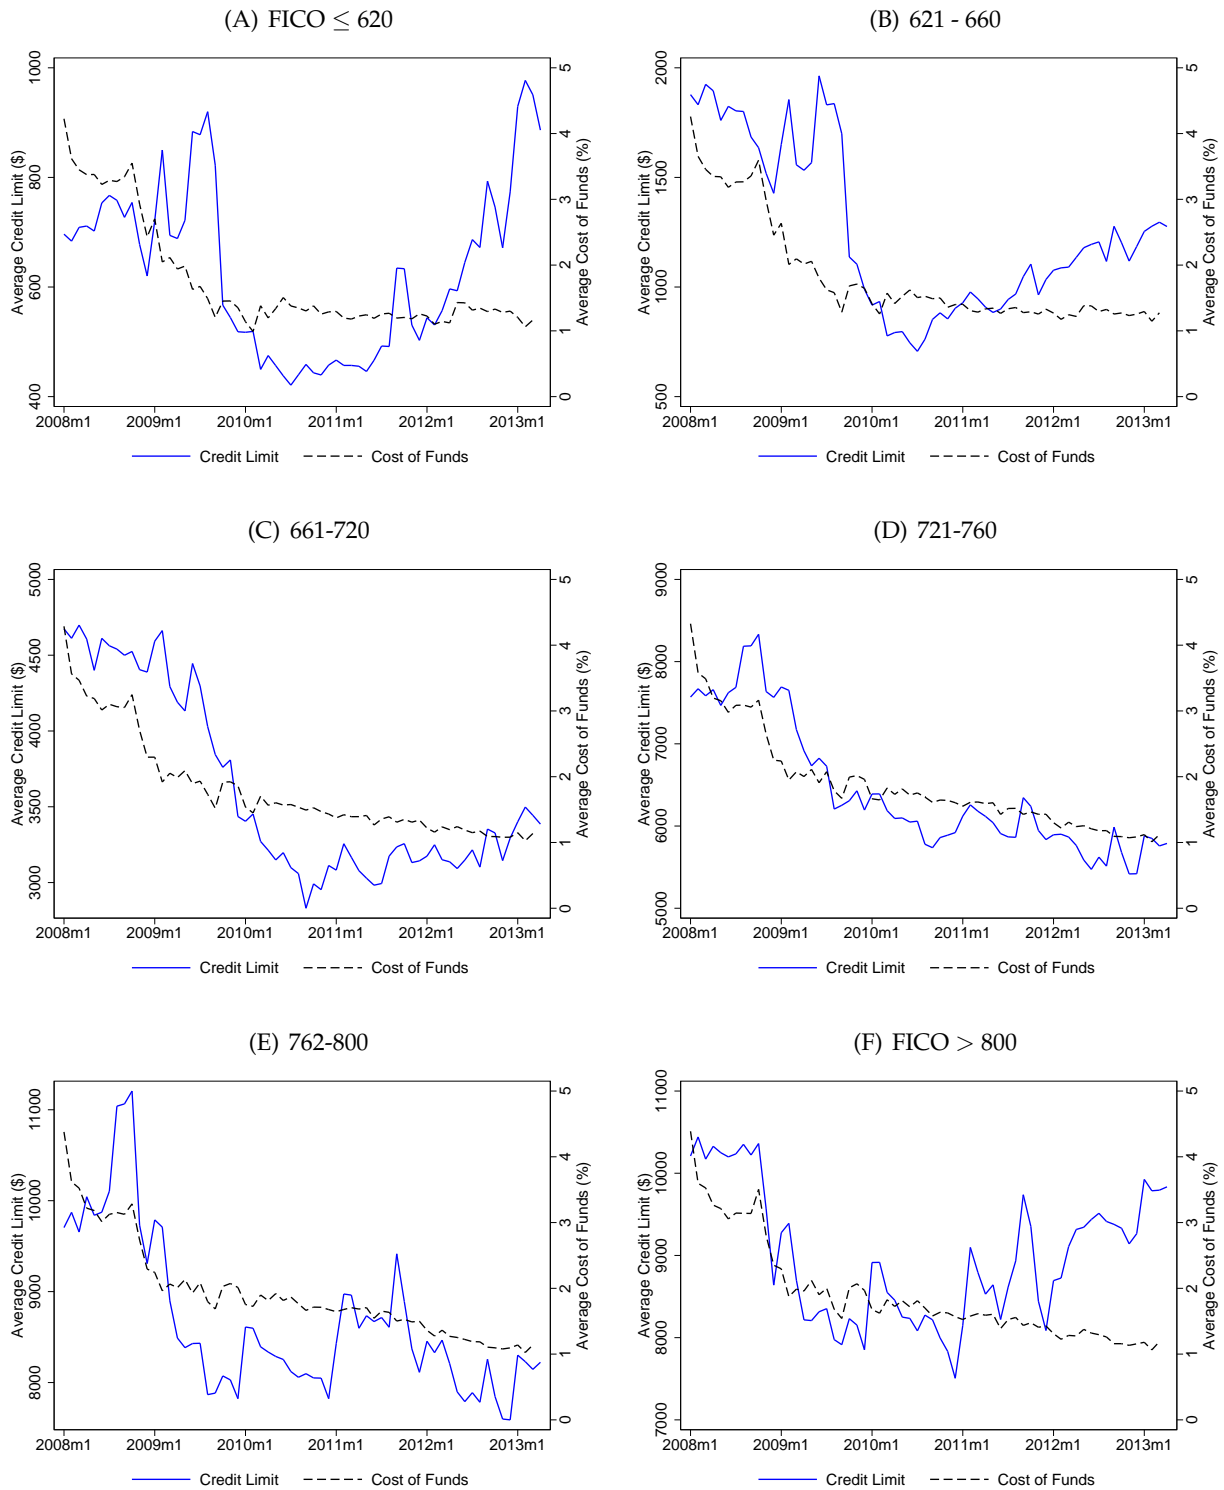 (A) FICO ≤ 620
Average Credit Limit ($)
1000
800
600
400
5
4
3
2
1
0
Average Cost of Funds (%)
2008m1 2009m1 2010m1 2011m1 2012m1 2013m1
Credit Limit Cost of Funds
(B) 621 - 660
Average Credit Limit ($)
2000
1500
1000
500
5
4
3
2
1
0
Average Cost of Funds (%)
2008m1 2009m1 2010m1 2011m1 2012m1 2013m1
Credit Limit Cost of Funds
(C) 661-720
Average Credit Limit ($)
5000
4500
4000
3500
3000
5
4
3
2
1
0
Average Cost of Funds (%)
2008m1 2009m1 2010m1 2011m1 2012m1 2013m1
Credit Limit Cost of Funds
(D) 721-760
Average Credit Limit ($)
9000
8000
7000
6000
5000
5
4
3
2
1
0
Average Cost of Funds (%)
2008m1 2009m1 2010m1 2011m1 2012m1 2013m1
Credit Limit Cost of Funds
(E) 762-800
Average Credit Limit ($)
11000
10000
9000
8000
5
4
3
2
1
0
Average Cost of Funds (%)
2008m1 2009m1 2010m1 2011m1 2012m1 2013m1
Credit Limit Cost of Funds
(F) FICO > 800
Average Credit Limit ($)
11000
10000
9000
8000
7000
5
4
3
2
1
0
Average Cost of Funds (%)
2008m1 2009m1 2010m1 2011m1 2012m1 2013m1
Credit Limit Cost of Funds